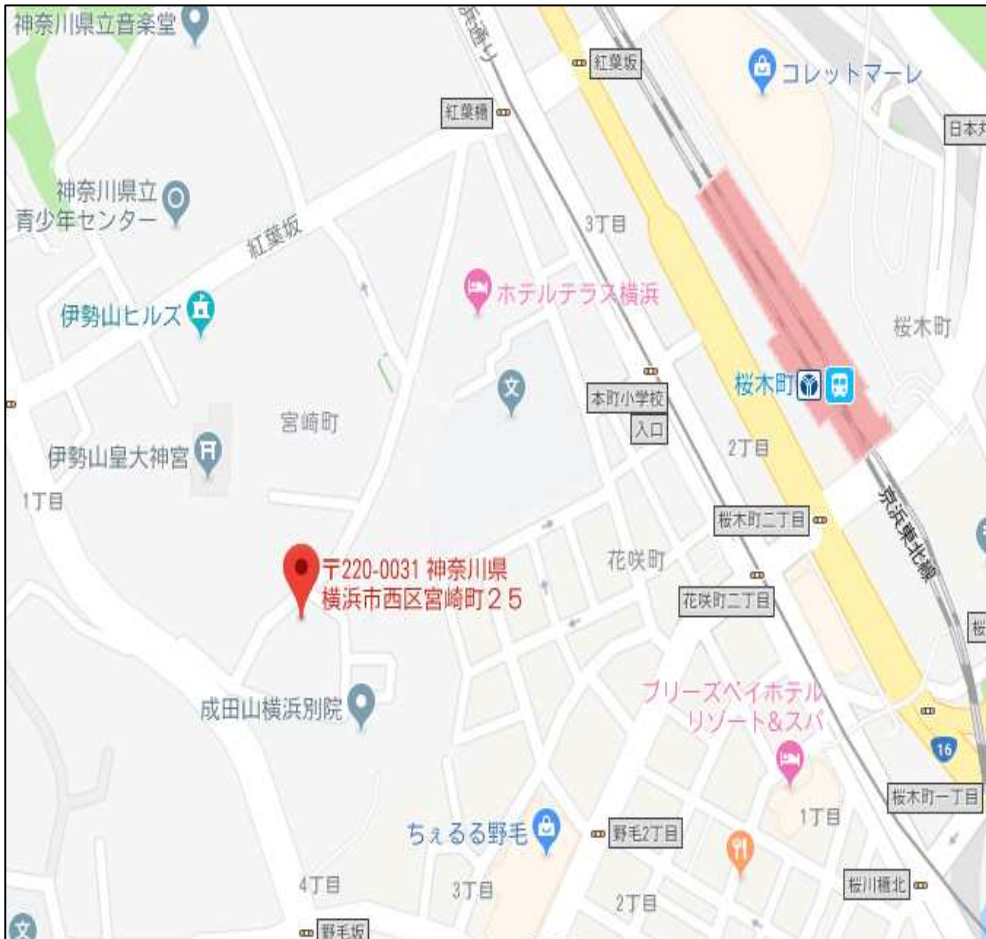 神奈川県立音楽堂
浜通り
紅葉坂
コレットマーレ
紅葉橋
日本丸
神奈川県立
青少年センター
紅葉坂
3丁目
伊勢山ヒルズ
ホテルテラス横浜
桜木町
桜木町
本町小学校
入口
宮崎町
文
2丁目
伊勢山皇大神宮
1丁目
京浜東北線
桜木町二丁目
花咲町
〒220-0031 神奈川県
横浜市西区宮崎町25
花咲町二丁目
桜
成田山横浜別院
ブリーズベイホテル
リゾート&スパ
16
桜木町一丁目
1丁目
ちぇるる野毛
野毛2丁目
4丁目
3丁目
2丁目
桜川橋北
文
野毛坂